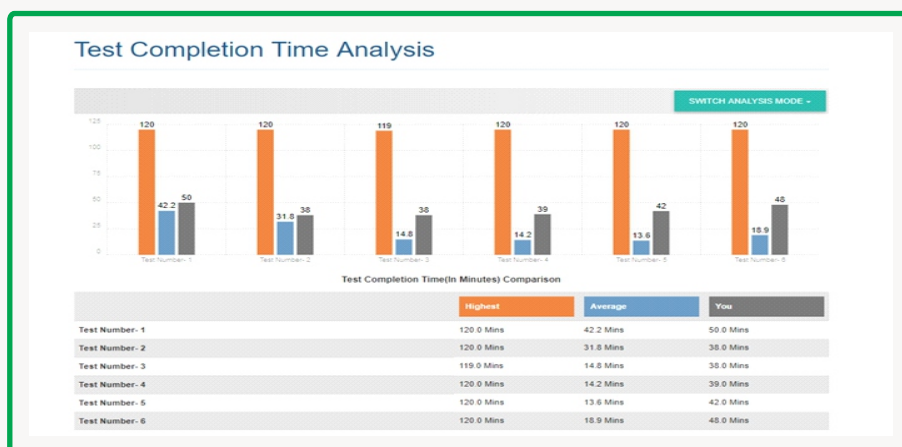 Test Completion Time Analysis
SWITCH ANALYSIS MODE
125
120 120 119 120 120 120
100
75
50
42.2 50 31.8 38 14.8 38 14.2 39 13.6 42 18.9 48
25
0
Test Number- 1 Test Number- 2 Test Number- 3 Test Number- 4 Test Number- 5 Test Number- 6
Test Completion Time(In Minutes) Comparison
Highest Average You
Test Number- 1 120.0 Mins 42.2 Mins 50.0 Mins
Test Number- 2 120.0 Mins 31.8 Mins 38.0 Mins
Test Number- 3 119.0 Mins 14.8 Mins 38.0 Mins
Test Number- 4 120.0 Mins 14.2 Mins 39.0 Mins
Test Number- 5 120.0 Mins 13.6 Mins 42.0 Mins
Test Number- 6 120.0 Mins 18.9 Mins 48.0 Mins